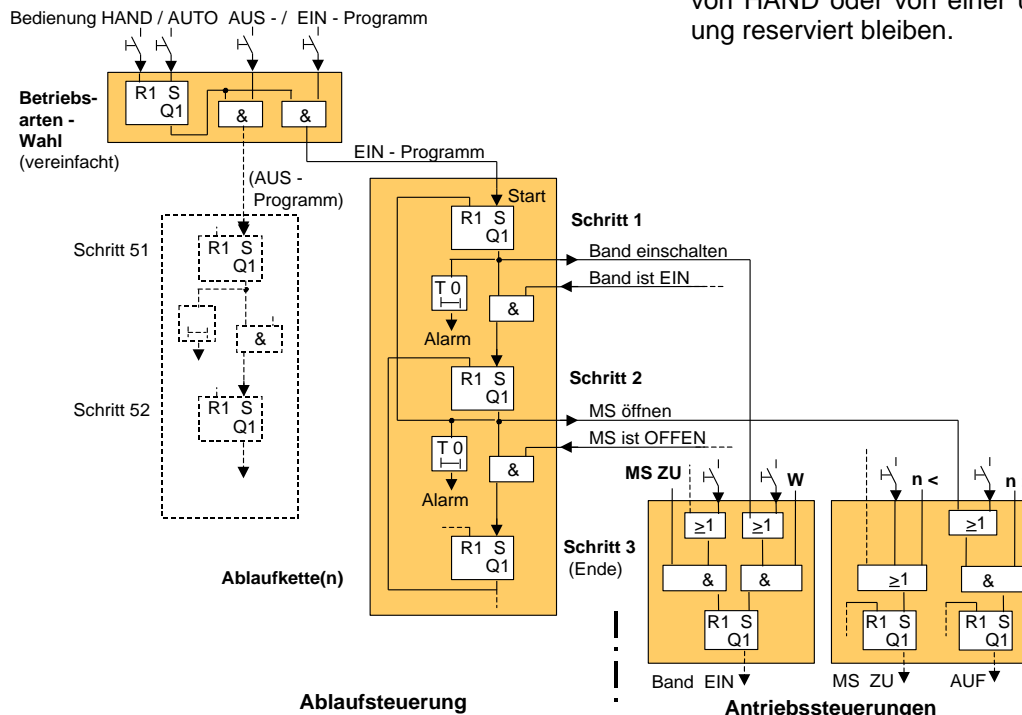 von HAND oder von einer
ung reserviert bleiben.
Bedienung HAND / AUTO AUS - / EIN - Programm
Betriebs-
arten -
Wahl
(vereinfacht)
R1 S
Q1
&
&
EIN - Programm
(AUS -
Programm)
Start
R1 S
Q1
Schritt 1
Band einschalten
Band ist EIN
T 0
&
Alarm
Schritt 51
R1 S
Q1
&
Schritt 52
R1 S
Q1
R1 S
Q1
Schritt 2
MS öffnen
MS ist OFFEN
T 0
&
Alarm
R1 S
Q1
Schritt 3
(Ende)
Ablaufkette(n)
MS ZU
W
≥1
≥1
&
&
R1 S
Q1
Band EIN
n <
n
≥1
≥1
&
R1 S
Q1
R1 S
Q1
MS ZU
AUF
Ablaufsteuerung
Antriebssteuerungen